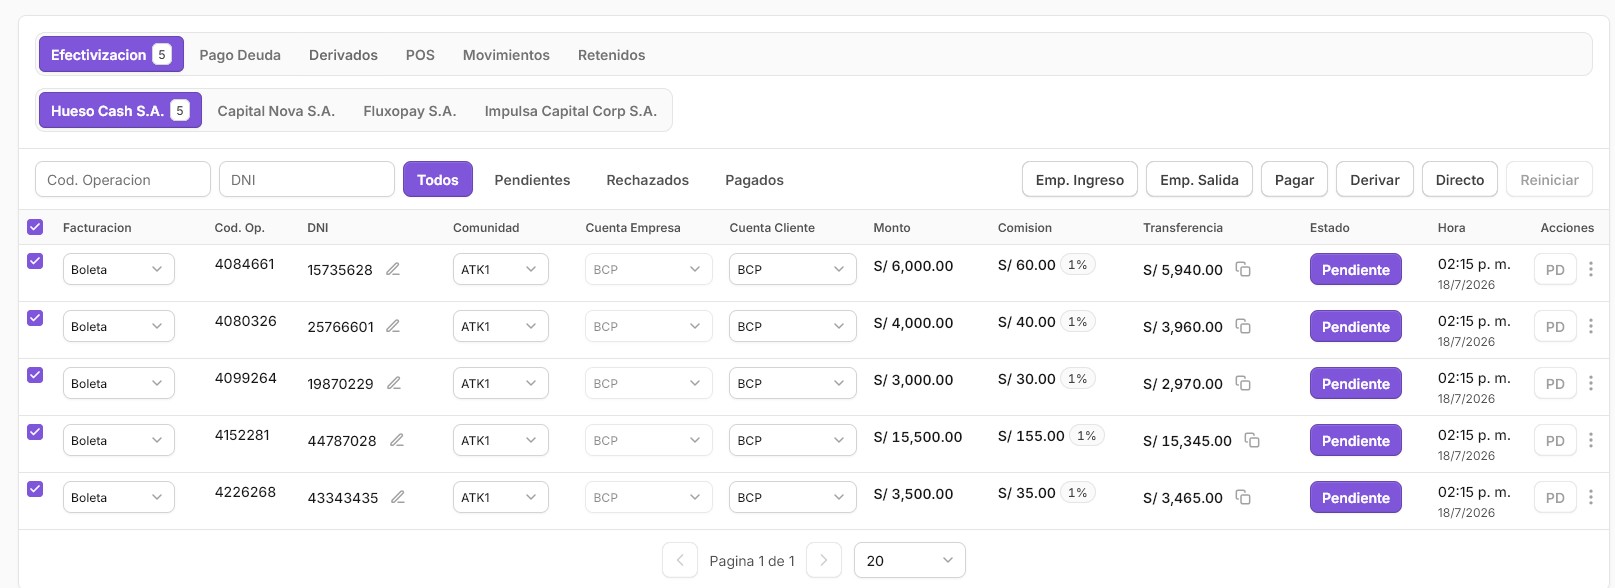 Efectivizacion 5 Pago Deuda Derivados POS Movimientos Retenidos
Hueso Cash S.A. 5 Capital Nova S.A. Fluxopay S.A. Impulsa Capital Corp S.A.
Cod. Operacion DNI Todos Pendientes Rechazados Pagados Emp. Ingreso Emp. Salida Pagar Derivar Directo Reiniciar
Facturacion Cod. Op. DNI Comunidad Cuenta Empresa Cuenta Cliente Monto Comision Transferencia Estado Hora Acciones
Boleta 4084661 15735628 ATK1 BCP BCP S/ 6,000.00 S/ 60.00 1% S/ 5,940.00 Pendiente 02:15 p. m. PD
18/7/2026
Boleta 4080326 25766601 ATK1 BCP BCP S/ 4,000.00 S/ 40.00 1% S/ 3,960.00 Pendiente 02:15 p. m. PD
18/7/2026
Boleta 4099264 19870229 ATK1 BCP BCP S/ 3,000.00 S/ 30.00 1% S/ 2,970.00 Pendiente 02:15 p. m. PD
18/7/2026
Boleta 4152281 44787028 ATK1 BCP BCP S/ 15,500.00 S/ 155.00 1% S/ 15,345.00 Pendiente 02:15 p. m. PD
18/7/2026
Boleta 4226268 43343435 ATK1 BCP BCP S/ 3,500.00 S/ 35.00 1% S/ 3,465.00 Pendiente 02:15 p. m. PD
18/7/2026
Pagina 1 de 1 20